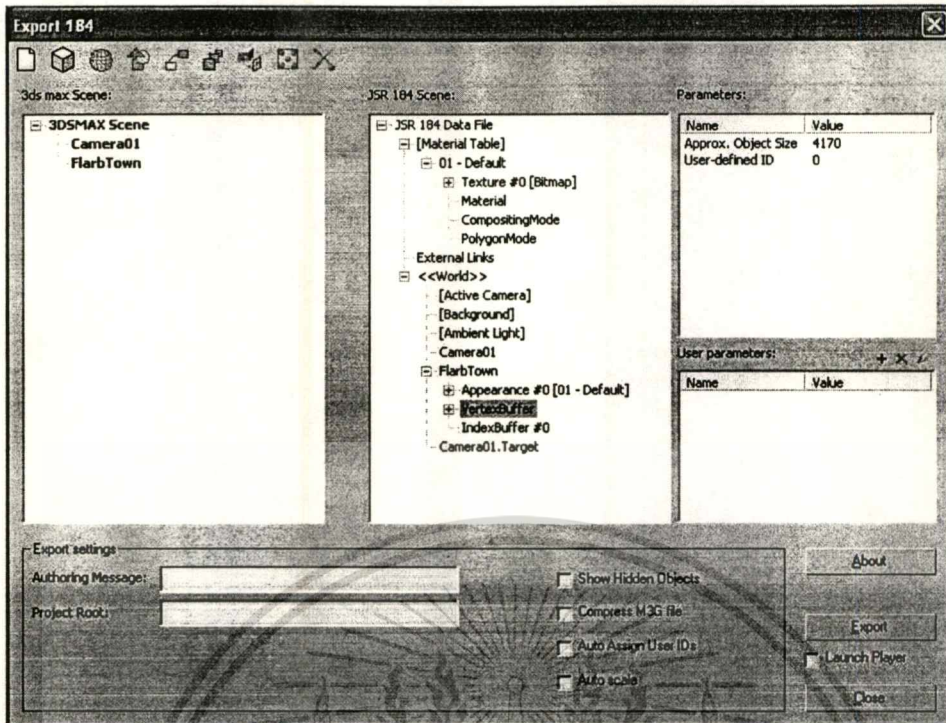 Export 184
3ds max Scene:
3DSMAX Scene
Camera01
FlarbTown
JSR 184 Scene:
JSR 184 Data File
[Material Table]
01 - Default
Texture #0 [Bitmap]
Material
CompositingMode
PolygonMode
External Links
<<World>>
[Active Camera]
[Background]
[Ambient Light]
Camera01
FlarbTown
Appearance #0 [01 - Default]
VertexBuffer
IndexBuffer #0
Camera01.Target
Parameters:
Name Value
Approx. Object Size 4170
User-defined ID 0
User parameters:
Name Value
Export settings
Authoring Message:
Project Root:
Show Hidden Objects
Compress M3G file
Auto Assign User IDs
Auto scale
About
Export
Launch Player
Close